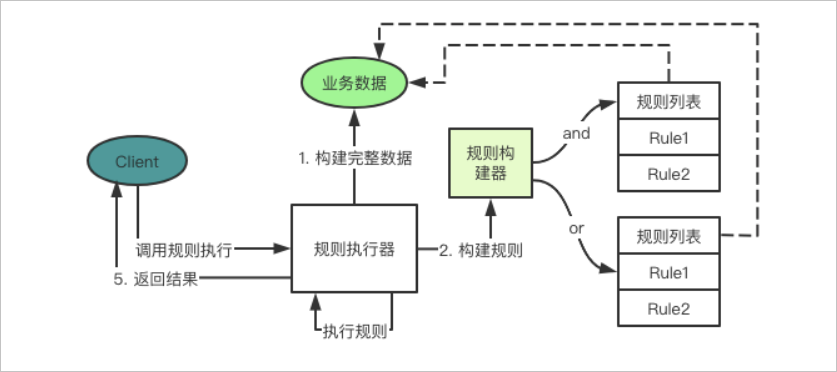 业务数据
Client
1. 构建完整数据
规则构
建器
and
规则列表
Rule1
Rule2
调用规则执行
规则执行器
2. 构建规则
or
规则列表
Rule1
Rule2
5. 返回结果
执行规则